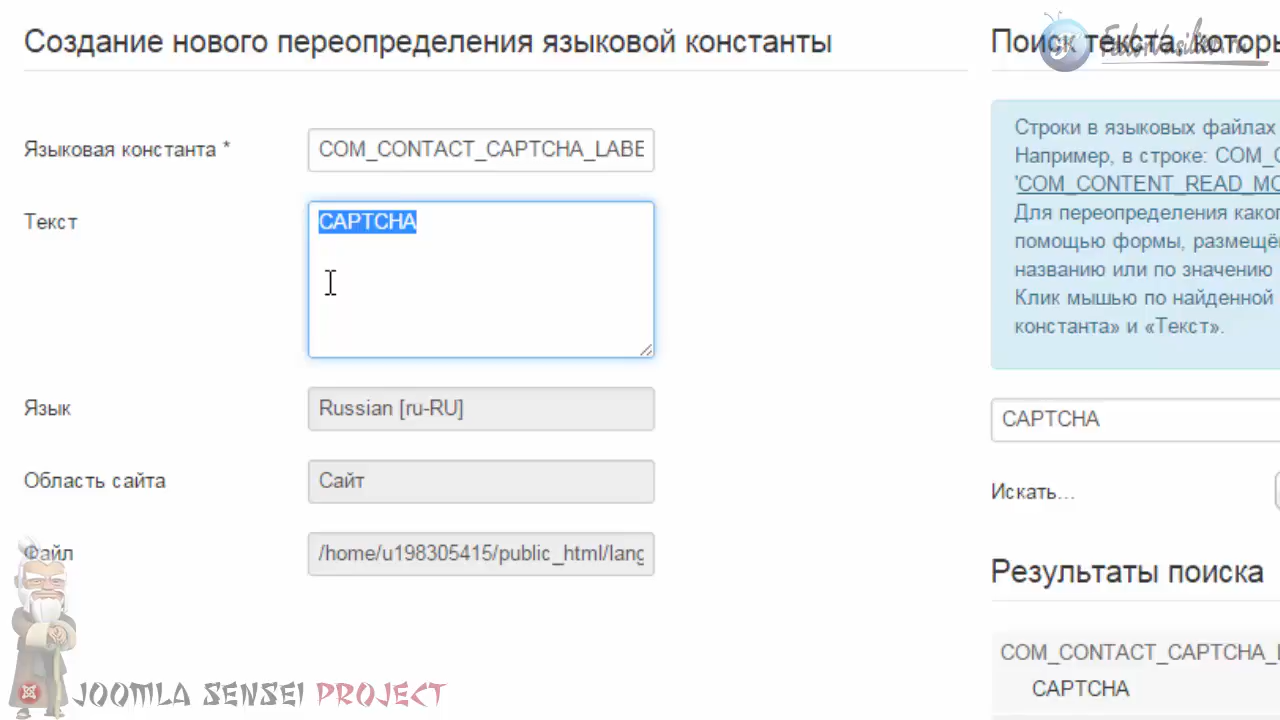 Создание нового переопределения языковой константы
Языковая константа *
COM_CONTACT_CAPTCHA_LABE
Текст
CAPTCHA
Язык
Russian [ru-RU]
Область сайта
Сайт
Файл
/home/u198305415/public_html/lang
Поиск текста, которы
Строки в языковых файлах
Например, в строке: COM_C
'COM_CONTENT_READ_MO
Для переопределения каког
помощью формы, размещё
названию или по значению
Клик мышью по найденной
константа» и «Текст».
CAPTCHA
Искать...
Результаты поиска
COM_CONTACT_CAPTCHA_L
CAPTCHA
JOOMLA SENSEI PROJECT